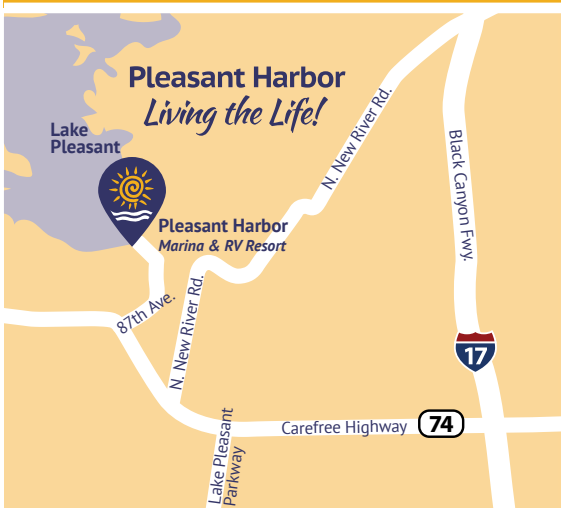 Pleasant Harbor
Living the Life!
Lake
Pleasant
N. New River Rd.
Black Canyon Fwy.
Pleasant Harbor
Marina & RV Resort
87th Ave.
N. New River Rd.
17
Carefree Highway
74
Lake Pleasant
Parkway